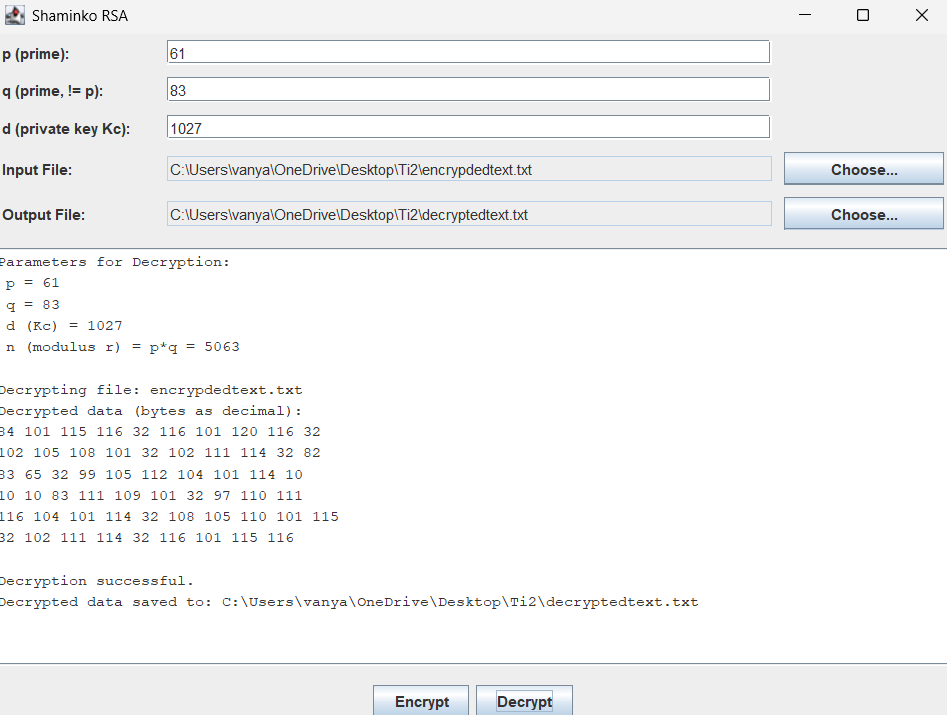 Shaminko RSA
p (prime): 61
q (prime, != p): 83
d (private key Kc): 1027
Input File: C:\Users\vanya\OneDrive\Desktop\Ti2\encrypdedtext.txt Choose...
Output File: C:\Users\vanya\OneDrive\Desktop\Ti2\decryptedtext.txt Choose...
Parameters for Decryption:
p = 61
q = 83
d (Kc) = 1027
n (modulus r) = p*q = 5063
Decrypting file: encrypdedtext.txt
Decrypted data (bytes as decimal):
84 101 115 116 32 116 101 120 116 32
102 105 108 101 32 102 111 114 32 82
83 65 32 99 105 112 104 101 114 10
10 10 83 111 109 101 32 97 110 111
116 104 101 114 32 108 105 110 101 115
32 102 111 114 32 116 101 115 116
Decryption successful.
Decrypted data saved to: C:\Users\vanya\OneDrive\Desktop\Ti2\decryptedtext.txt
Encrypt Decrypt